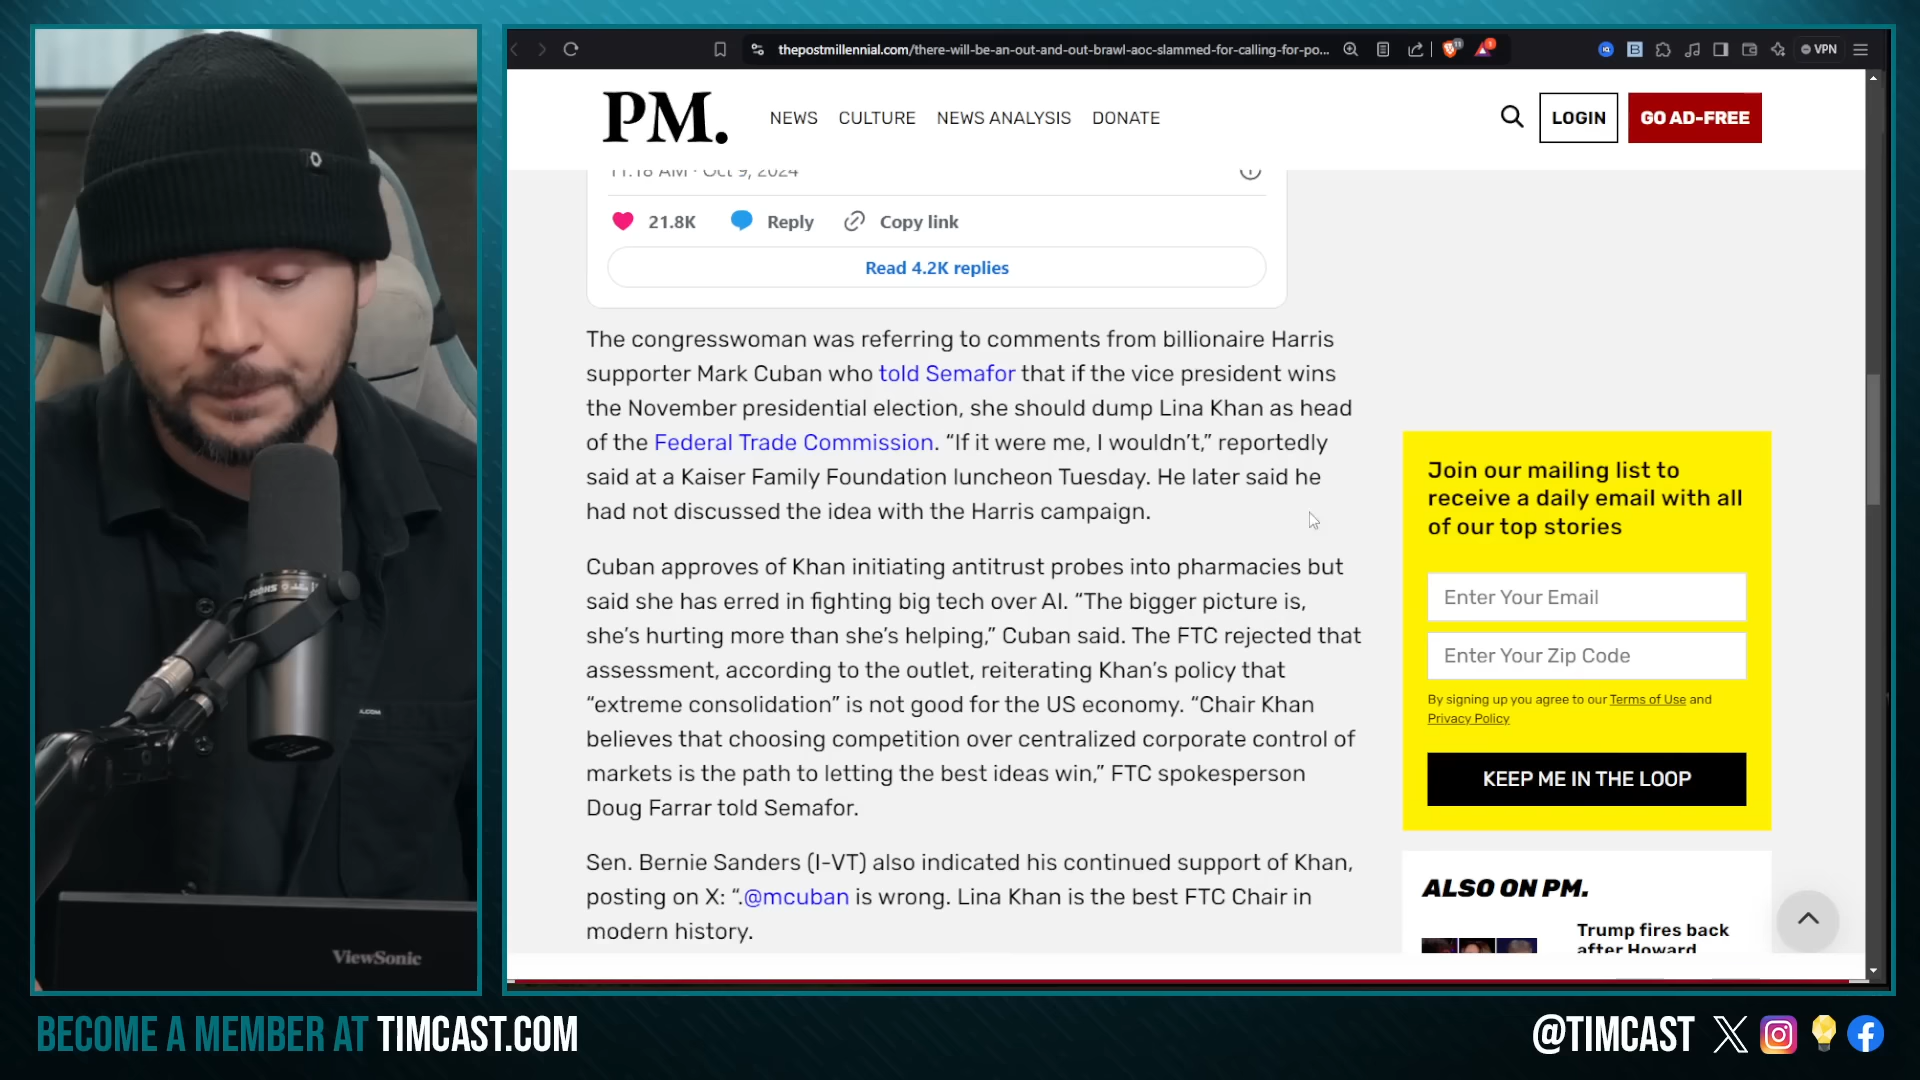 thepostmillennial.com/there-will-be-an-out-and-out-brawl-aoc-slammed-for-calling-for-po...
VPN
PM.
NEWS CULTURE NEWS ANALYSIS DONATE
LOGIN
GO AD-FREE
11:18 AM · Oct 9, 2024
21.8K Reply Copy link
Read 4.2K replies
The congresswoman was referring to comments from billionaire Harris
supporter Mark Cuban who told Semafor that if the vice president wins
the November presidential election, she should dump Lina Khan as head
of the Federal Trade Commission. “If it were me, I wouldn’t,” reportedly
said at a Kaiser Family Foundation luncheon Tuesday. He later said he
had not discussed the idea with the Harris campaign.
Cuban approves of Khan initiating antitrust probes into pharmacies but
said she has erred in fighting big tech over AI. “The bigger picture is,
she’s hurting more than she’s helping,” Cuban said. The FTC rejected that
assessment, according to the outlet, reiterating Khan’s policy that
“extreme consolidation” is not good for the US economy. “Chair Khan
believes that choosing competition over centralized corporate control of
markets is the path to letting the best ideas win,” FTC spokesperson
Doug Farrar told Semafor.
Sen. Bernie Sanders (I-VT) also indicated his continued support of Khan,
posting on X: “.@mcuban is wrong. Lina Khan is the best FTC Chair in
modern history.
Join our mailing list to
receive a daily email with all
of our top stories
Enter Your Email
Enter Your Zip Code
By signing up you agree to our Terms of Use and
Privacy Policy
KEEP ME IN THE LOOP
ALSO ON PM.
Trump fires back
after Howard
SHURE
ViewSonic
BECOME A MEMBER AT TIMCAST.COM
@TIMCAST